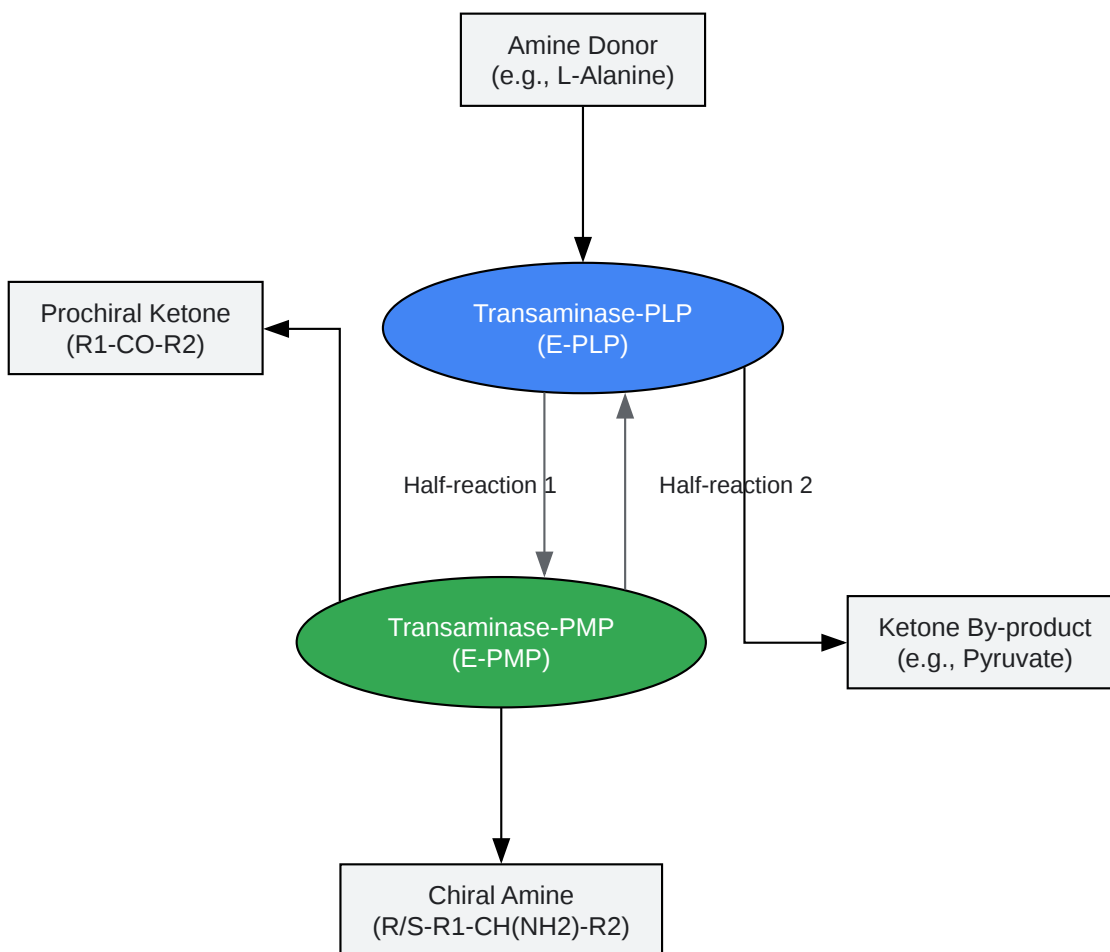 Amine Donor
(e.g., L-Alanine)
Prochiral Ketone
(R1-CO-R2)
Transaminase-PLP
(E-PLP)
Half-reaction 1
Half-reaction 2
Transaminase-PMP
(E-PMP)
Ketone By-product
(e.g., Pyruvate)
Chiral Amine
(R/S-R1-CH(NH2)-R2)